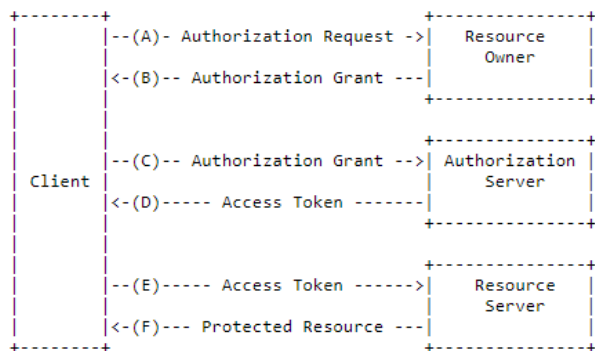 +--------+                               +---------------+
|        |--(A)- Authorization Request ->|   Resource    |
|        |                               |     Owner     |
|        |<-(B)-- Authorization Grant ---|               |
|        |                               +---------------+
|        |
|        |                               +---------------+
|        |--(C)-- Authorization Grant -->| Authorization |
| Client |                               |     Server    |
|        |<-(D)----- Access Token -------|               |
|        |                               +---------------+
|        |
|        |                               +---------------+
|        |--(E)----- Access Token ------>|    Resource   |
|        |                               |     Server    |
|        |<-(F)--- Protected Resource ---|               |
+--------+                               +---------------+